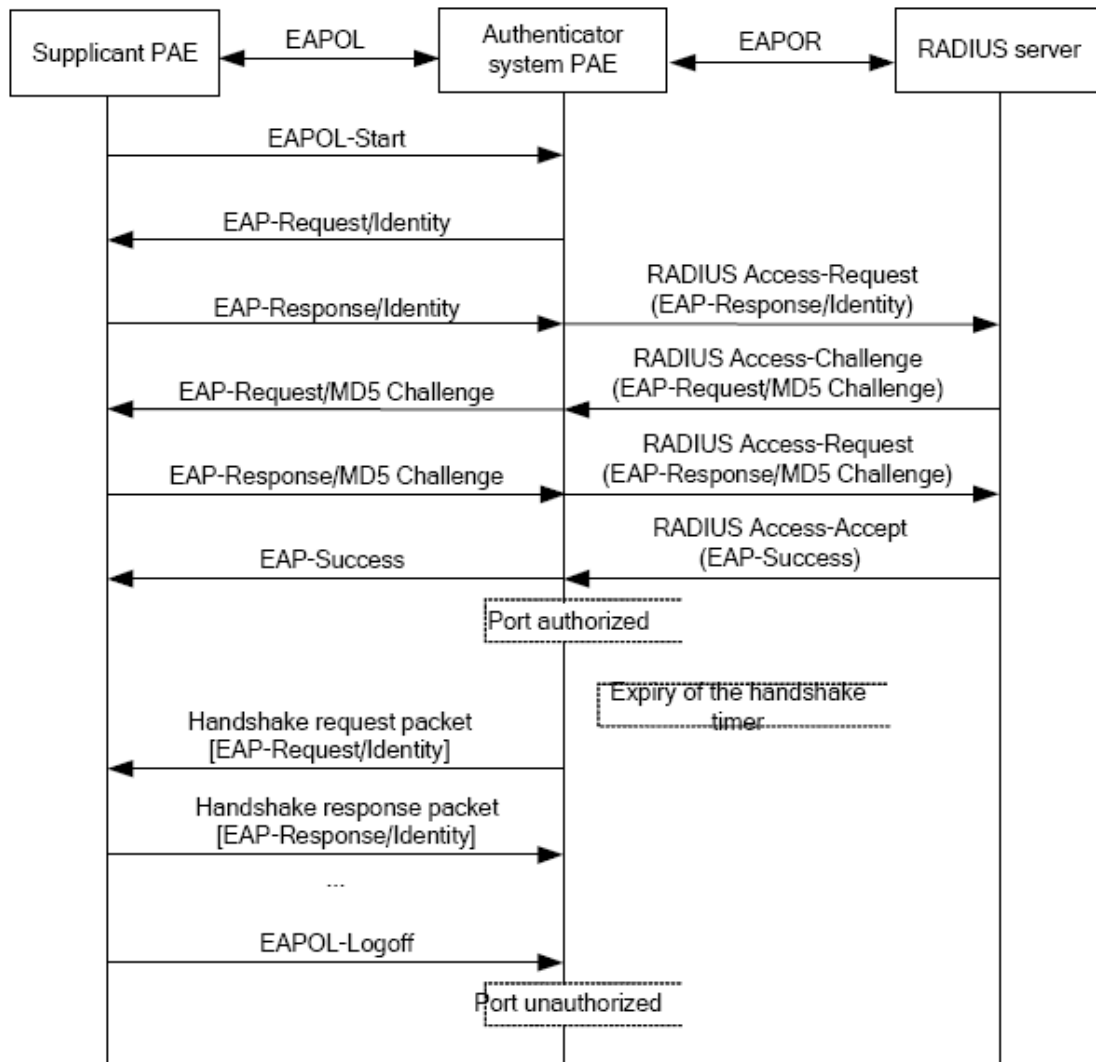 Supplicant PAE
EAPOL
Authenticator
system PAE
EAPOR
RADIUS server
EAPOL-Start
EAP-Request/Identity
EAP-Response/Identity
RADIUS Access-Request
(EAP-Response/Identity)
EAP-Request/MD5 Challenge
RADIUS Access-Challenge
(EAP-Request/MD5 Challenge)
EAP-Response/MD5 Challenge
RADIUS Access-Request
(EAP-Response/MD5 Challenge)
EAP-Success
RADIUS Access-Accept
(EAP-Success)
Port authorized
Expiry of the handshake
timer
Handshake request packet
[EAP-Request/Identity]
Handshake response packet
[EAP-Response/Identity]
...
EAPOL-Logoff
Port unauthorized